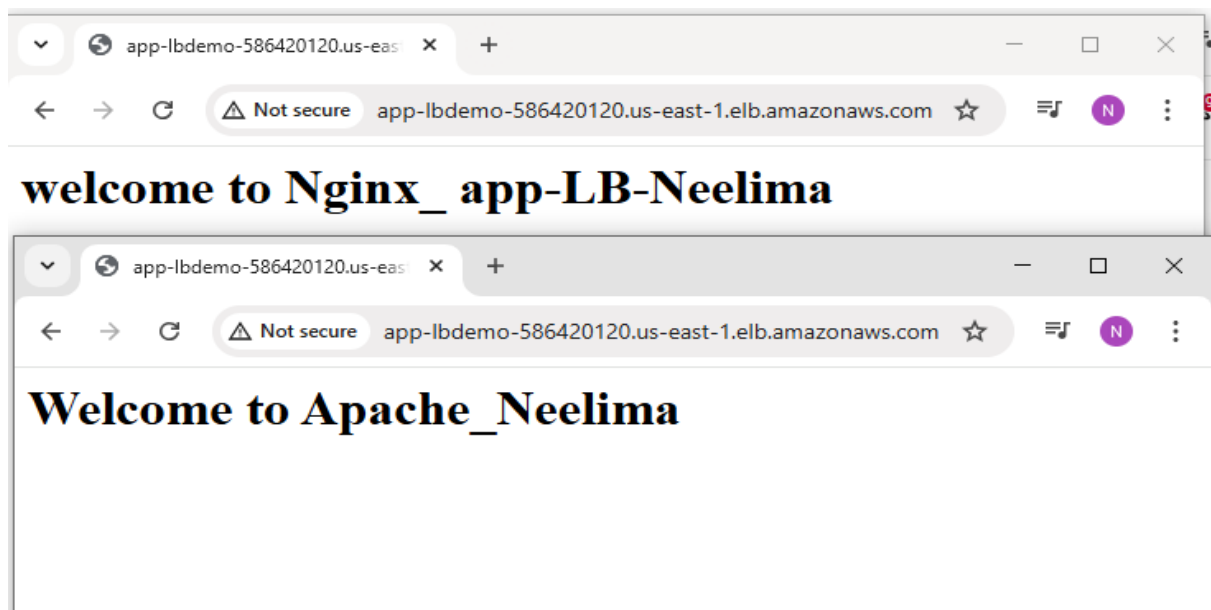 app-lbdemo-586420120.us-eas
Not secure app-lbdemo-586420120.us-east-1.elb.amazonaws.com N
welcome to Nginx_ app-LB-Neelima
app-lbdemo-586420120.us-eas
Not secure app-lbdemo-586420120.us-east-1.elb.amazonaws.com N
Welcome to Apache_Neelima